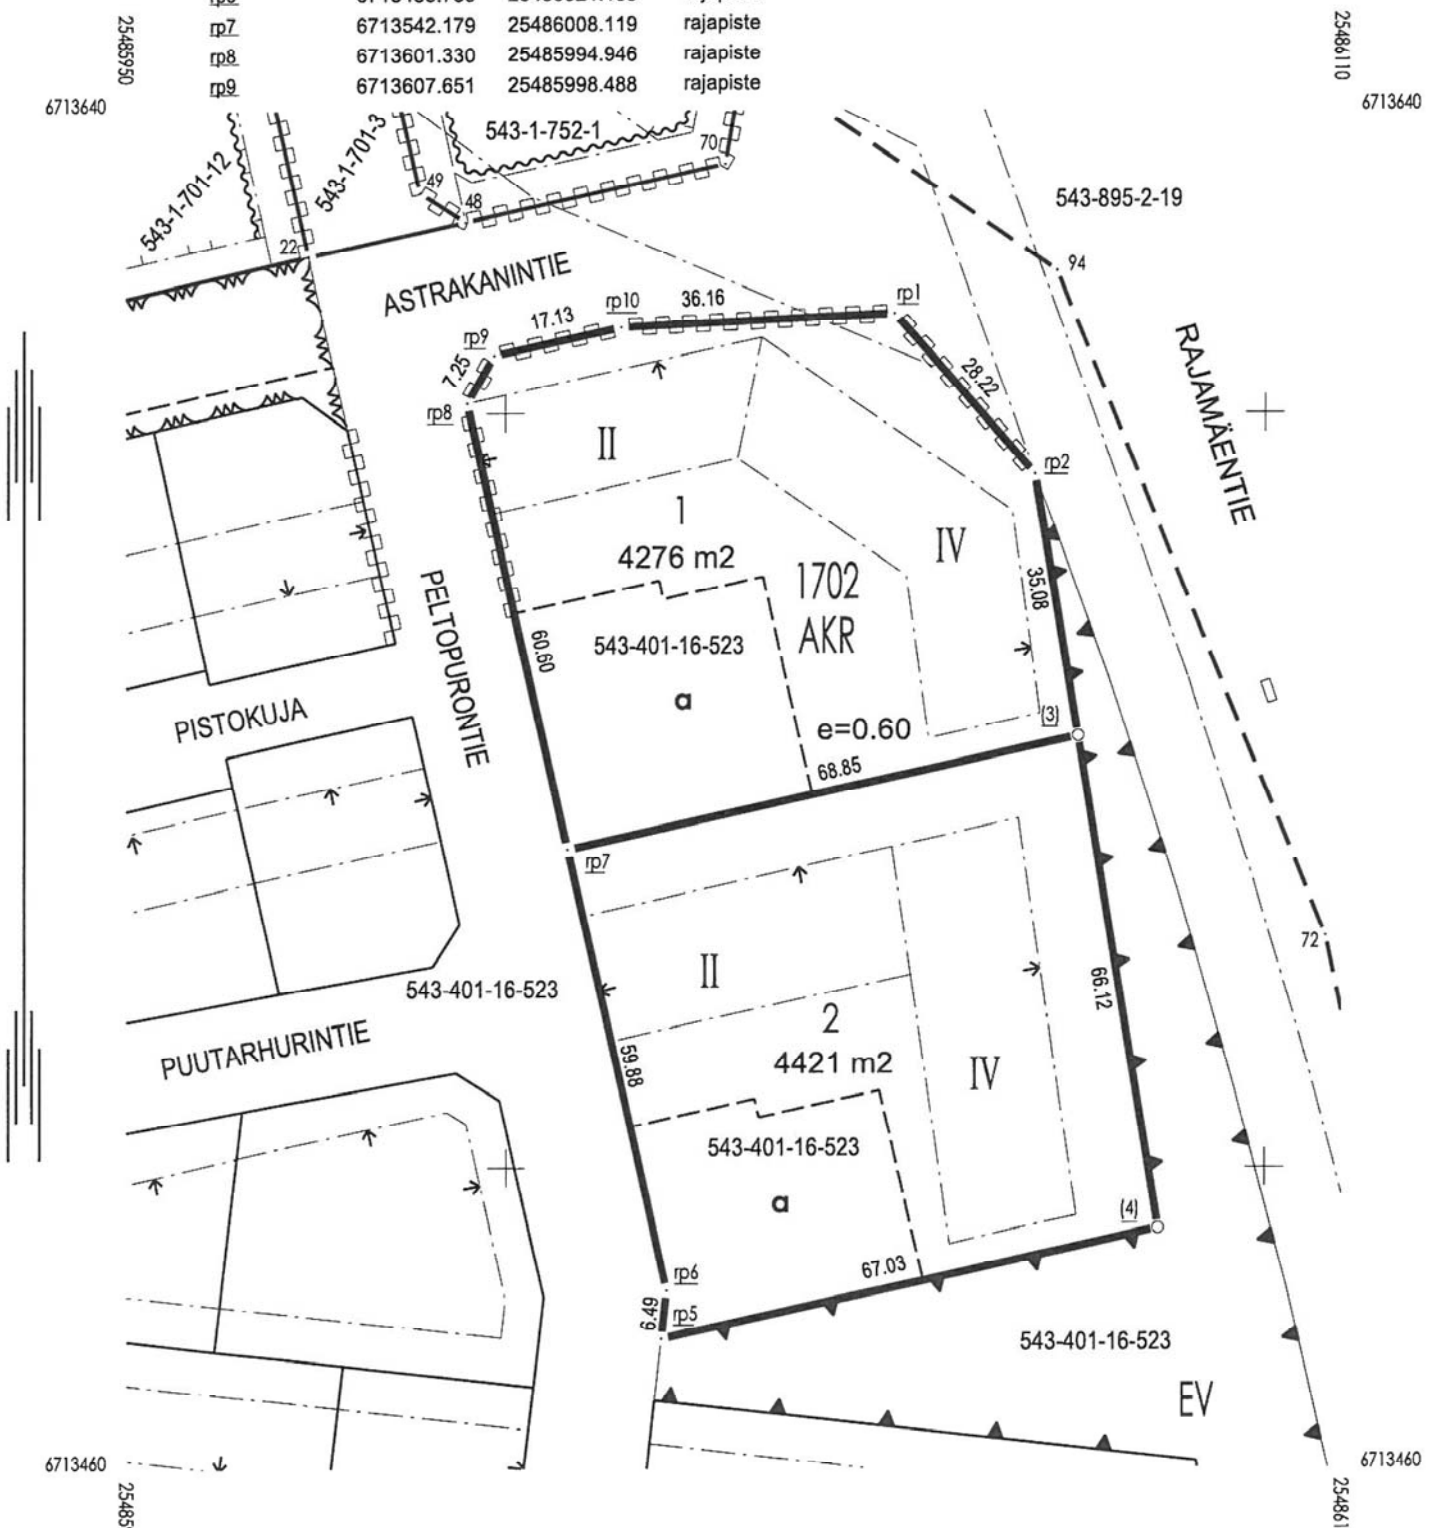 rp7 6713542.179 25486008.119 rajapiste
rp8 6713601.330 25485994.946 rajapiste
rp9 6713607.651 25485998.488 rajapiste
25485950
25486110
6713640
6713640
543-1-701-12
543-1-701-3
543-1-752-1
70
49
48
22
543-895-2-19
94
ASTRAKANINTIE
rp10
36.16
rp1
17.13
rp9
7.25
rp8
28.22
RAJAMÄENTIE
II
rp2
1
4276 m2
IV
1702
AKR
35.08
PELTOPURONTIE
60.60
543-401-16-523
a
(3)
PISTOKUJA
e=0.60
68.85
rp7
72
II
543-401-16-523
66.12
2
4421 m2
PUUTARHURINTIE
59.88
IV
543-401-16-523
a
(4)
67.03
rp6
6.49
rp5
543-401-16-523
EV
6713460
6713460